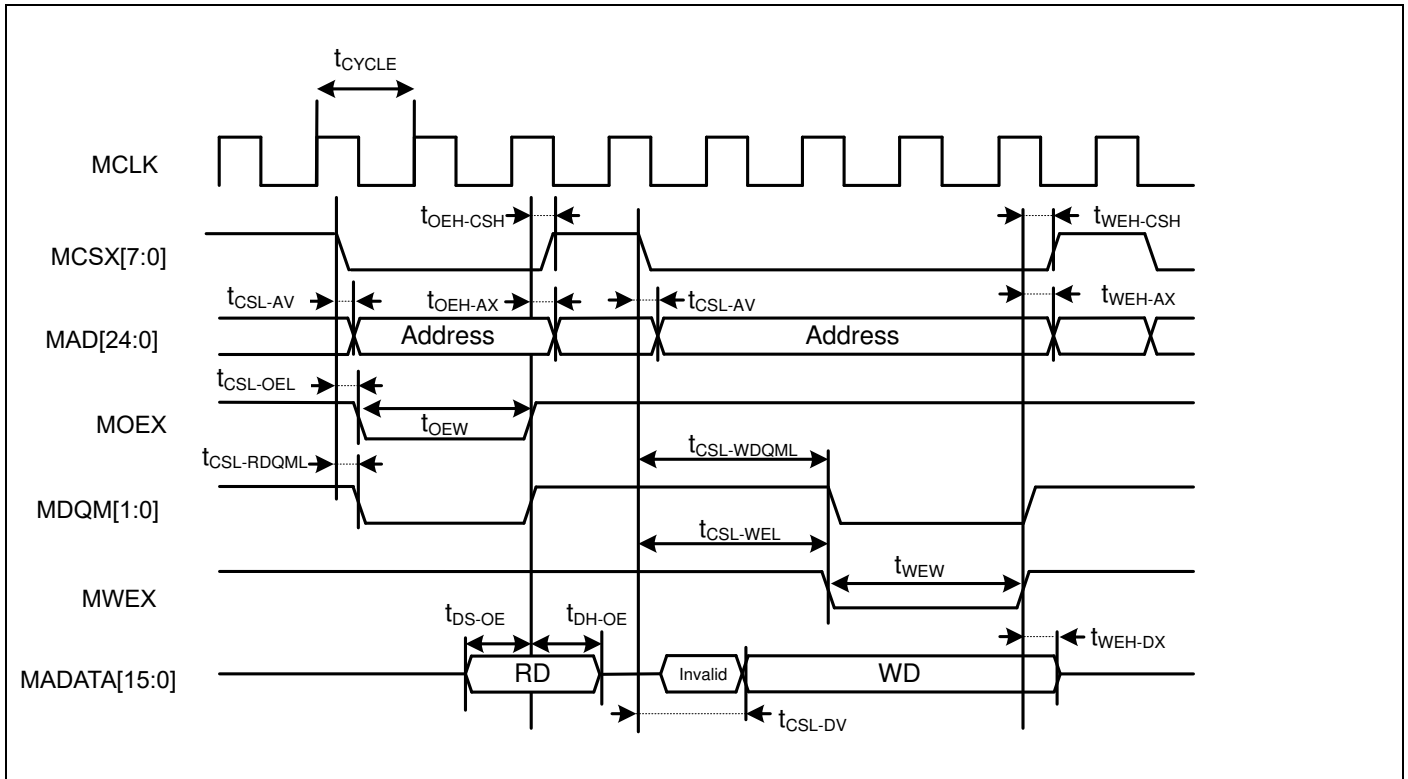 tCYCLE
MCLK
tOEH-CSH
tWEH-CSH
MCSX[7:0]
tCSL-AV
tOEH-AX
tCSL-AV
tWEH-AX
MAD[24:0]
Address
Address
tCSL-OEL
MOEX
tOEW
tCSL-WDQML
tCSL-RDQML
MDQM[1:0]
tCSL-WEL
tWEW
MWEX
tDS-OE
tDH-OE
tWEH-DX
MADATA[15:0]
RD
Invalid
WD
tCSL-DV